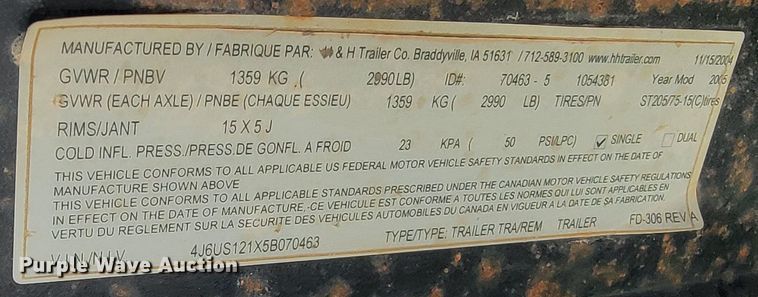 MANUFACTURED BY / FABRIQUE PAR: H & H Trailer Co. Braddyville, IA 51631 / 712-589-3100 www.hhtrailer.com 11/15/2004
GVWR / PNBV 1359 KG ( 2990 LB) ID#: 70463 - 5 1054381 Year Mod 2005
GVWR (EACH AXLE) / PNBE (CHAQUE ESSIEU) 1359 KG ( 2990 LB) TIRES/PN ST205/75-15(C)tires
RIMS/JANT 15 X 5 J
COLD INFL. PRESS./PRESS.DE GONFL. A FROID 23 KPA ( 50 PSI/LPC) SINGLE DUAL
THIS VEHICLE CONFORMS TO ALL APPLICABLE US FEDERAL MOTOR VEHICLE SAFETY STANDARDS IN EFFECT ON THE DATE OF
MANUFACTURE SHOWN ABOVE
THIS VEHICLE CONFORMS TO ALL APPLICABLE STANDARDS PRESCRIBED UNDER THE CANADIAN MOTOR VEHICLE SAFETY REGULATIONS
IN EFFECT ON THE DATE OF MANUFACTURE,-CE VEHICULE EST CONFORME A TOUTES LES NORMES QUI LUI SONT APPLICABLES EN
VERTU DU REGLEMENT SUR LA SECURITE DES VEHICULES AUTOMOBILES DU CANADA EN VIGUEUR A LA DATE DE SA FABRICATION.
V.I.N./N.I.V. 4J6US121X5B070463 TYPE/TYPE: TRAILER TRA/REM TRAILER FD-306 REV A
Purple Wave Auction